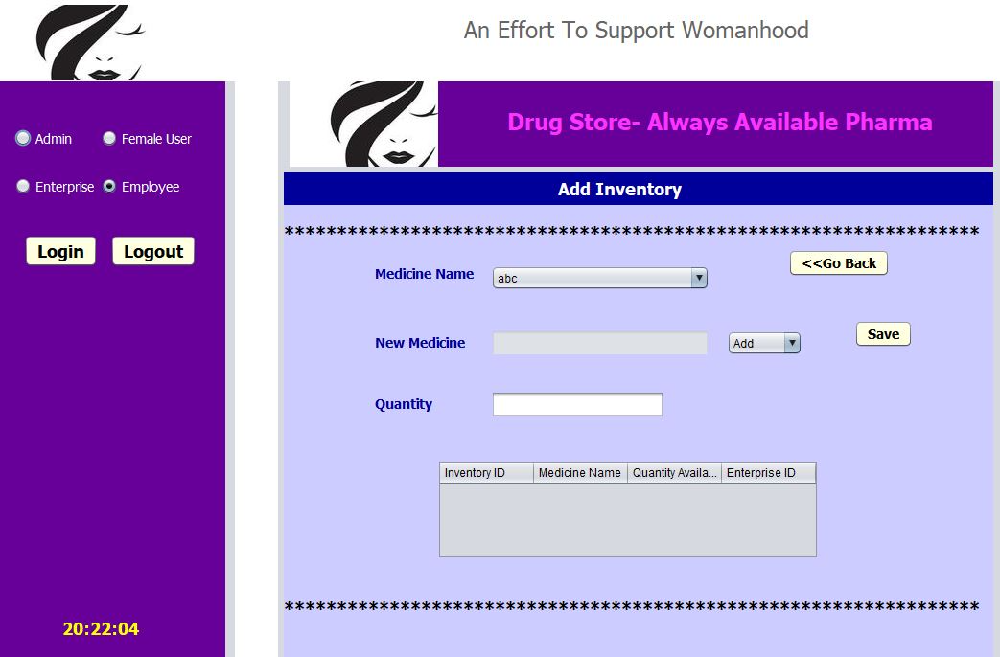 An Effort To Support Womanhood
Admin
Female User
Enterprise
Employee
Login
Logout
20:22:04
Drug Store- Always Available Pharma
Add Inventory
******************************************************************
Medicine Name
abc
<<Go Back
New Medicine
Add
Save
Quantity
Inventory ID
Medicine Name
Quantity Availa...
Enterprise ID
******************************************************************